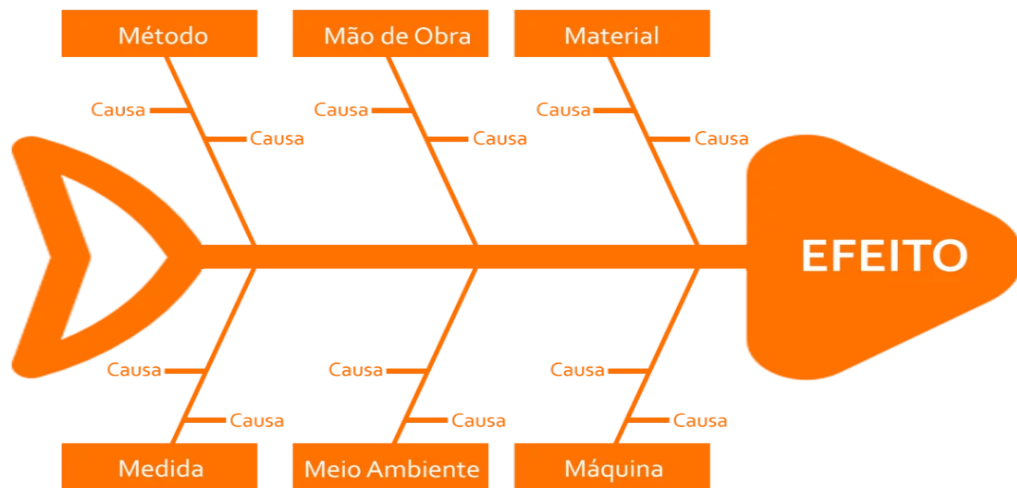 Método
Mão de Obra
Material
Causa
Causa
Causa
Causa
Causa
Causa
EFEITO
Causa
Causa
Causa
Causa
Causa
Causa
Medida
Meio Ambiente
Máquina